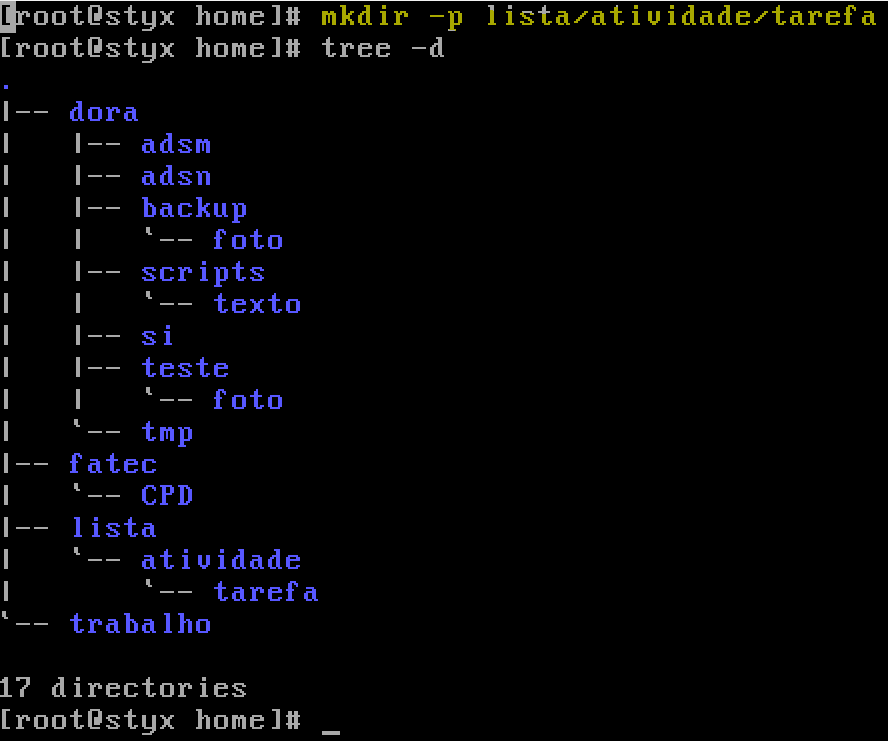 [root@styx home]# mkdir -p lista/atividade/tarefa
[root@styx home]# tree -d
.
|-- dora
|   |-- adsm
|   |-- adsn
|   |-- backup
|   |   `-- foto
|   |-- scripts
|   |   `-- texto
|   |-- si
|   |-- teste
|   |   `-- foto
|   `-- tmp
|-- fatec
|   `-- CPD
|-- lista
|   `-- atividade
|       `-- tarefa
`-- trabalho

17 directories
[root@styx home]# _